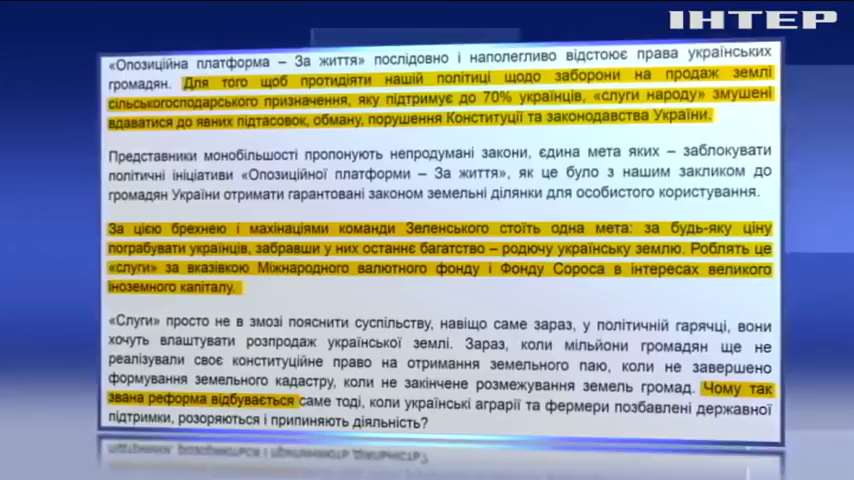 ІНТЕР
«Опозиційна платформа – За життя» послідовно і наполегливо відстоює права українських
громадян. Для того щоб протидіяти нашій політиці щодо заборони на продаж землі
сільськогосподарського призначення, яку підтримує до 70% українців, «слуги народу» змушені
вдаватися до явних підтасовок, обману, порушення Конституції та законодавства України.
Представники монобільшості пропонують непродумані закони, єдина мета яких – заблокувати
політичні ініціативи «Опозиційної платформи – За життя», як це було з нашим закликом до
громадян України отримати гарантовані законом земельні ділянки для особистого користування.
За цією брехнею і махінаціями команди Зеленського стоїть одна мета: за будь-яку ціну
пограбувати українців, забравши у них останнє багатство – родючу українську землю. Роблять це
«слуги» за вказівкою Міжнародного валютного фонду і Фонду Сороса в інтересах великого
іноземного капіталу.
«Слуги» просто не в змозі пояснити суспільству, навіщо саме зараз, у політичній гарячці, вони
хочуть влаштувати розпродаж української землі. Зараз, коли мільйони громадян ще не
реалізували своє конституційне право на отримання земельного паю, коли не завершено
формування земельного кадастру, коли не закінчене розмежування земель громад. Чому так
звана реформа відбувається саме тоді, коли українські аграрії та фермери позбавлені державної
підтримки, розоряються і припиняють діяльність?